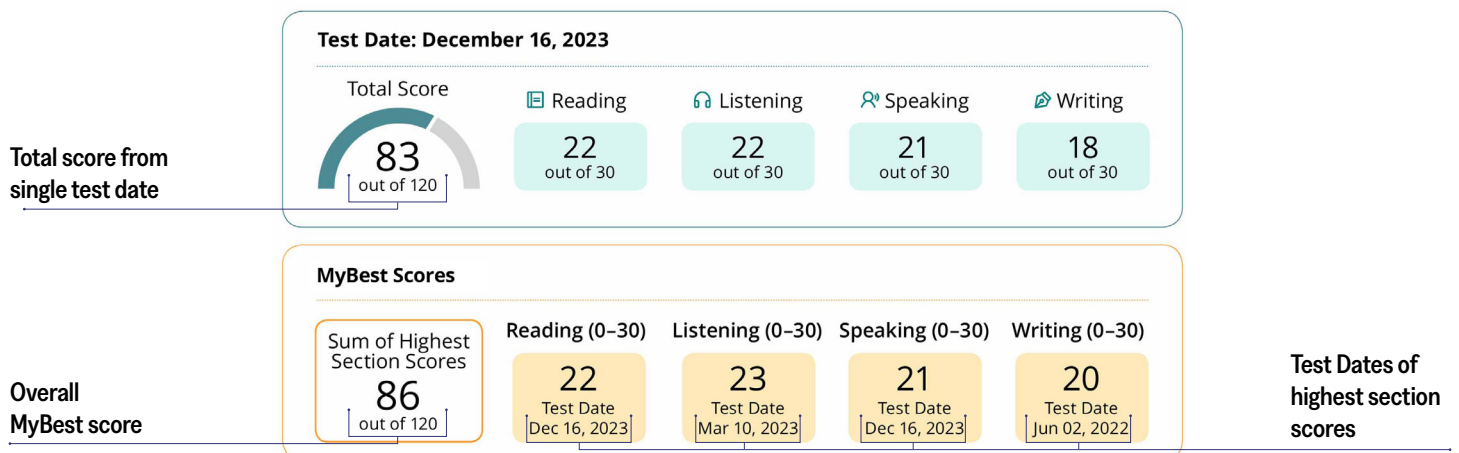 Test Date: December 16, 2023
Total Score
83
out of 120
Reading
22
out of 30
Listening
22
out of 30
Speaking
21
out of 30
Writing
18
out of 30
Total score from
single test date
MyBest Scores
Sum of Highest
Section Scores
86
out of 120
Reading (0–30)
22
Test Date
Dec 16, 2023
Listening (0–30)
23
Test Date
Mar 10, 2023
Speaking (0–30)
21
Test Date
Dec 16, 2023
Writing (0–30)
20
Test Date
Jun 02, 2022
Overall
MyBest score
Test Dates of
highest section
scores